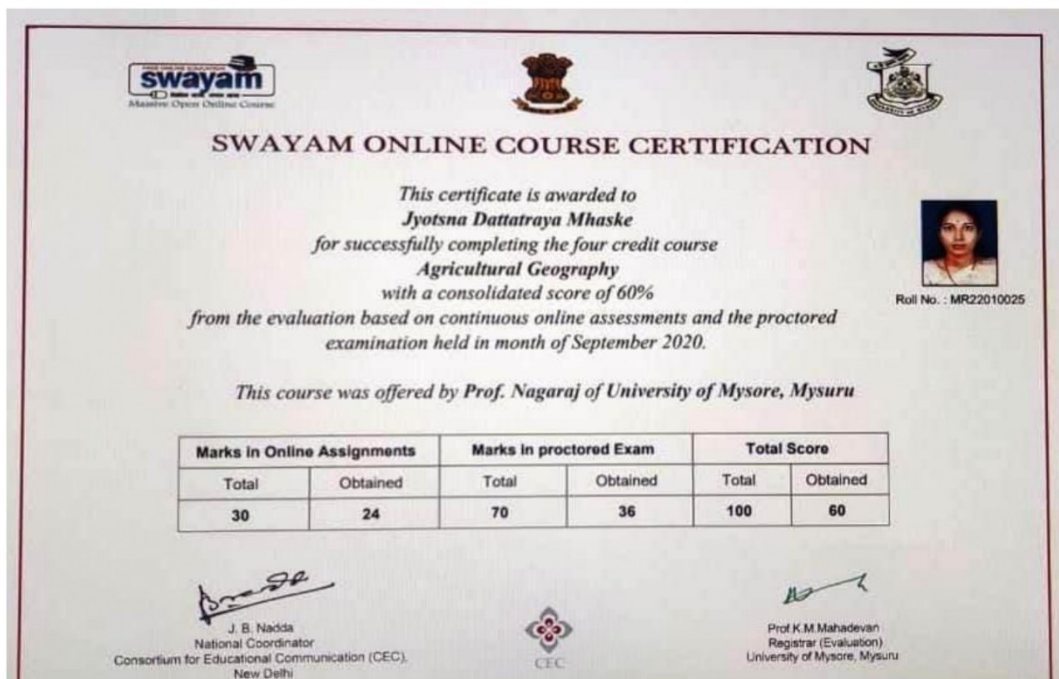 swayam
Massive Open Online Course
SWAYAM ONLINE COURSE CERTIFICATION
This certificate is awarded to
Jyotsna Dattatraya Mhaske
for successfully completing the four credit course
Agricultural Geography
with a consolidated score of 60%
from the evaluation based on continuous online assessments and the proctored
examination held in month of September 2020.
Roll No. : MR22010025
This course was offered by Prof. Nagaraj of University of Mysore, Mysuru
Marks in Online Assignments Marks in proctored Exam Total Score
Total Obtained Total Obtained Total Obtained
30 24 70 36 100 60
J. B. Nadda
National Coordinator
Consortium for Educational Communication (CEC),
New Delhi
CEC
Prof.K.M.Mahadevan
Registrar (Evaluation)
University of Mysore, Mysuru